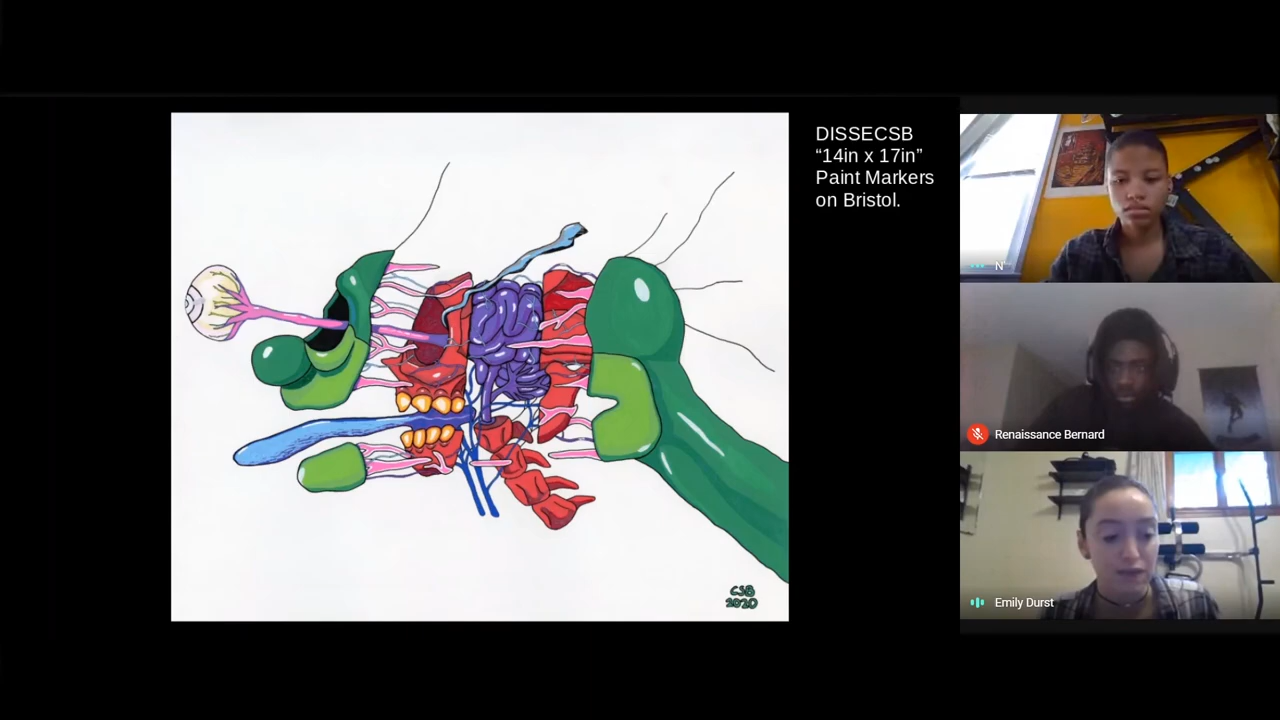 DISSECSB
“14in x 17in”
Paint Markers
on Bristol.
CSB
2020
N
Renaissance Bernard
Emily Durst